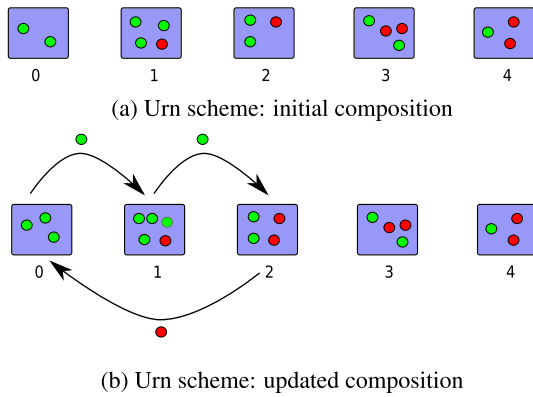 0 1 2 3 4
(a) Urn scheme: initial composition
0 1 2 3 4
(b) Urn scheme: updated composition